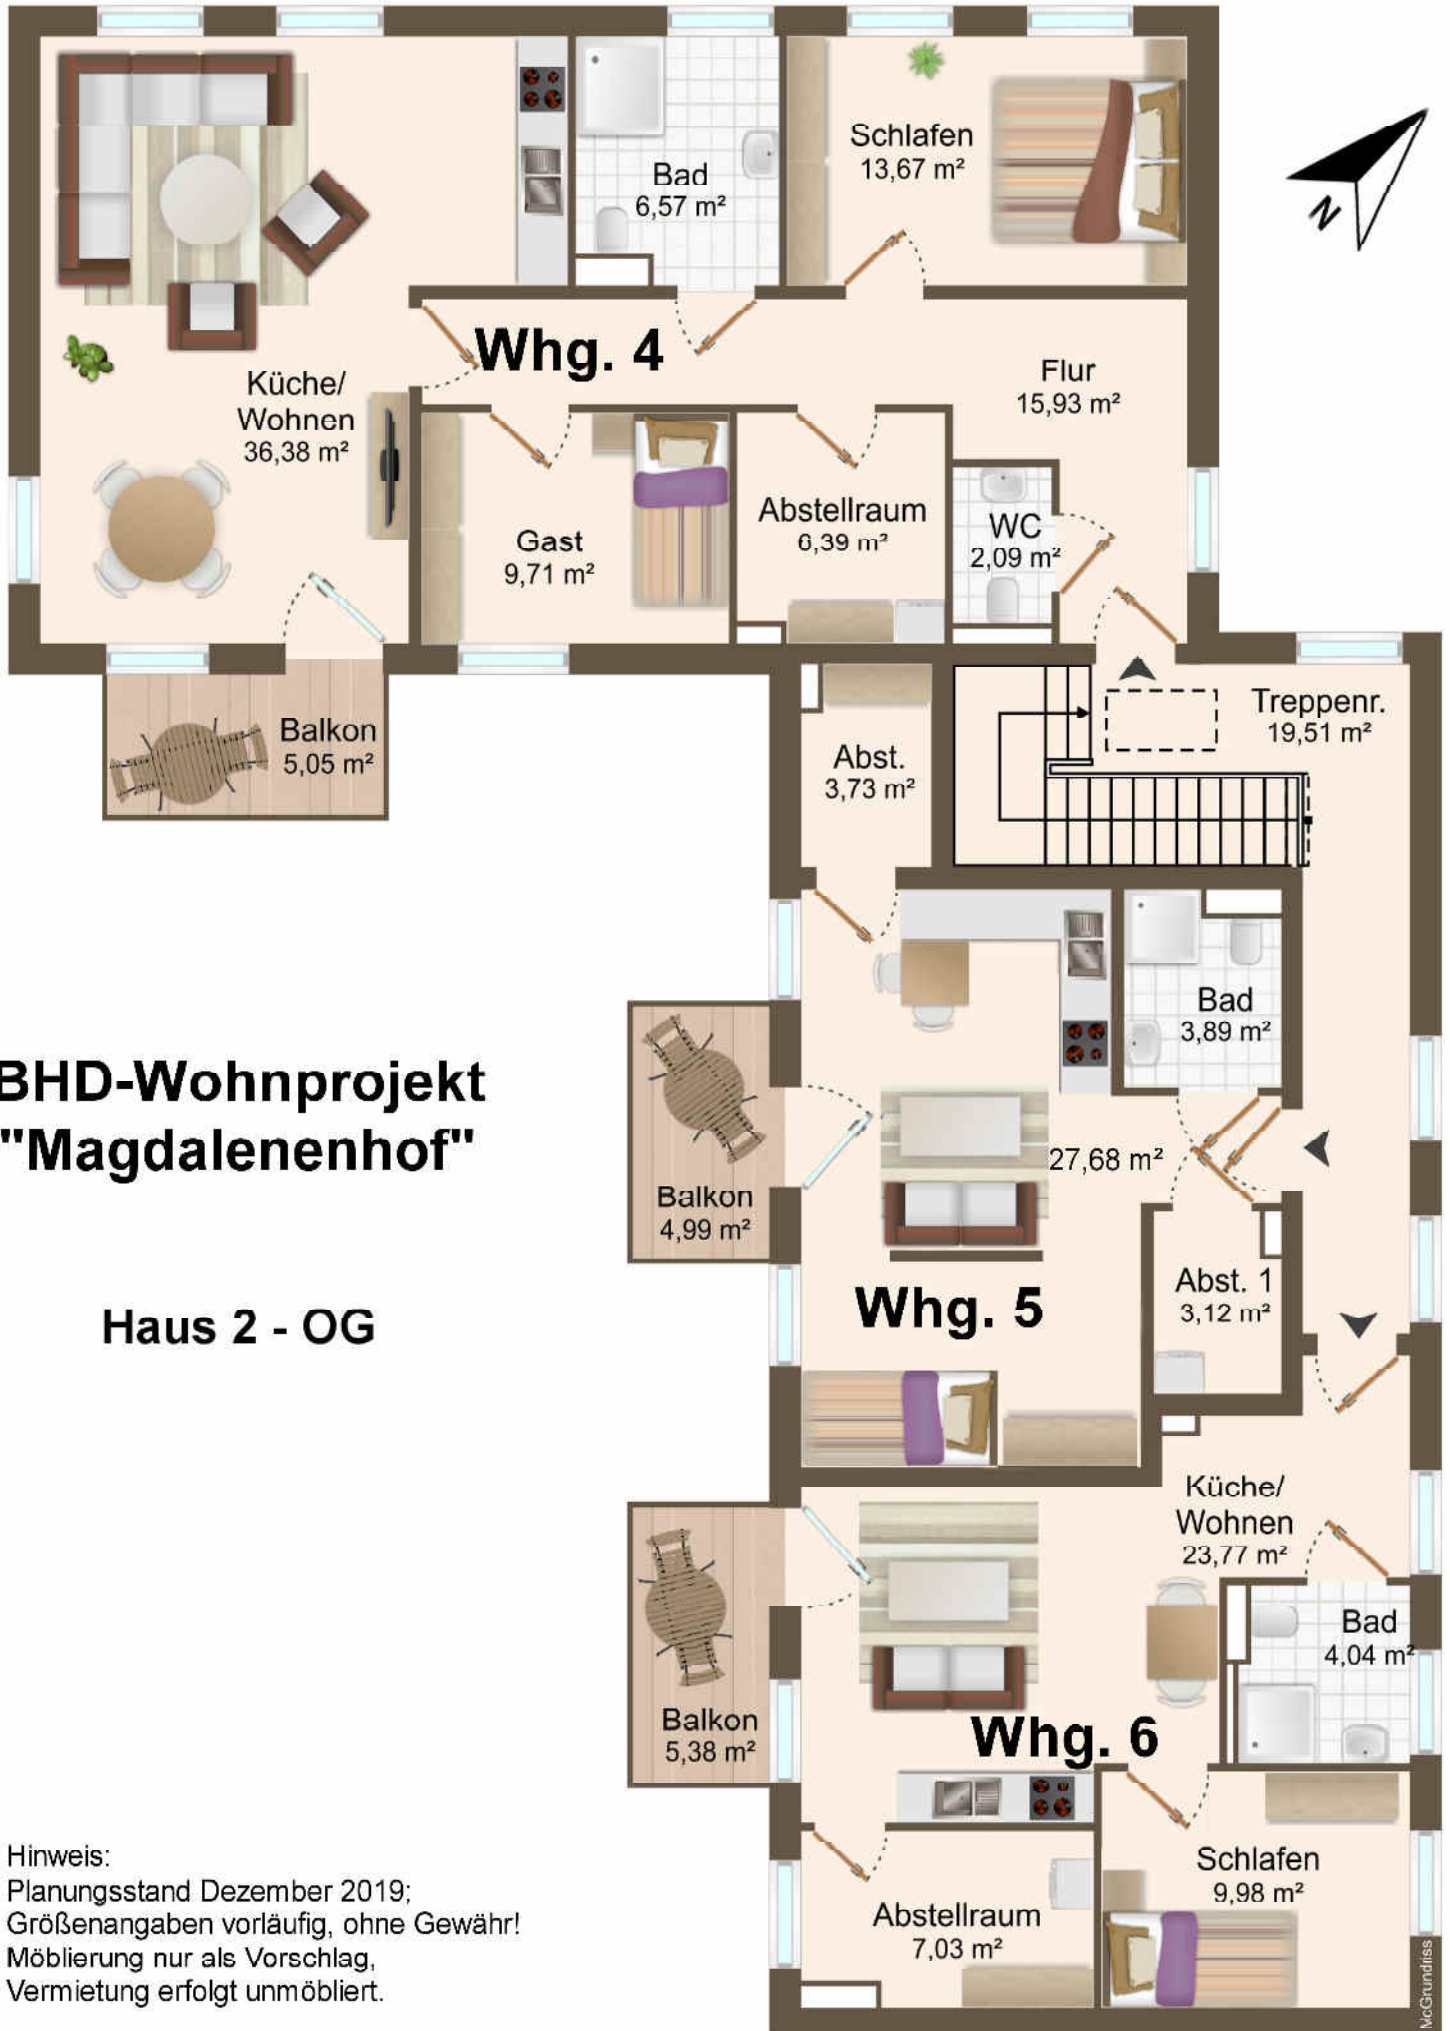 Schlafen
13,67 m²
Bad
6,57 m²
N
Whg. 4
Flur
15,93 m²
Küche/
Wohnen
36,38 m²
Gast
9,71 m²
Abstellraum
6,39 m²
WC
2,09 m²
Balkon
5,05 m²
Abst.
3,73 m²
Treppenr.
19,51 m²
Bad
3,89 m²
BHD-Wohnprojekt
"Magdalenenhof"
Haus 2 - OG
Balkon
4,99 m²
27,68 m²
Whg. 5
Abst. 1
3,12 m²
Küche/
Wohnen
23,77 m²
Bad
4,04 m²
Balkon
5,38 m²
Whg. 6
Schlafen
9,98 m²
Abstellraum
7,03 m²
Hinweis:
Planungsstand Dezember 2019;
Größenangaben vorläufig, ohne Gewähr!
Möblierung nur als Vorschlag,
Vermietung erfolgt unmöbliert.
McGrundriss